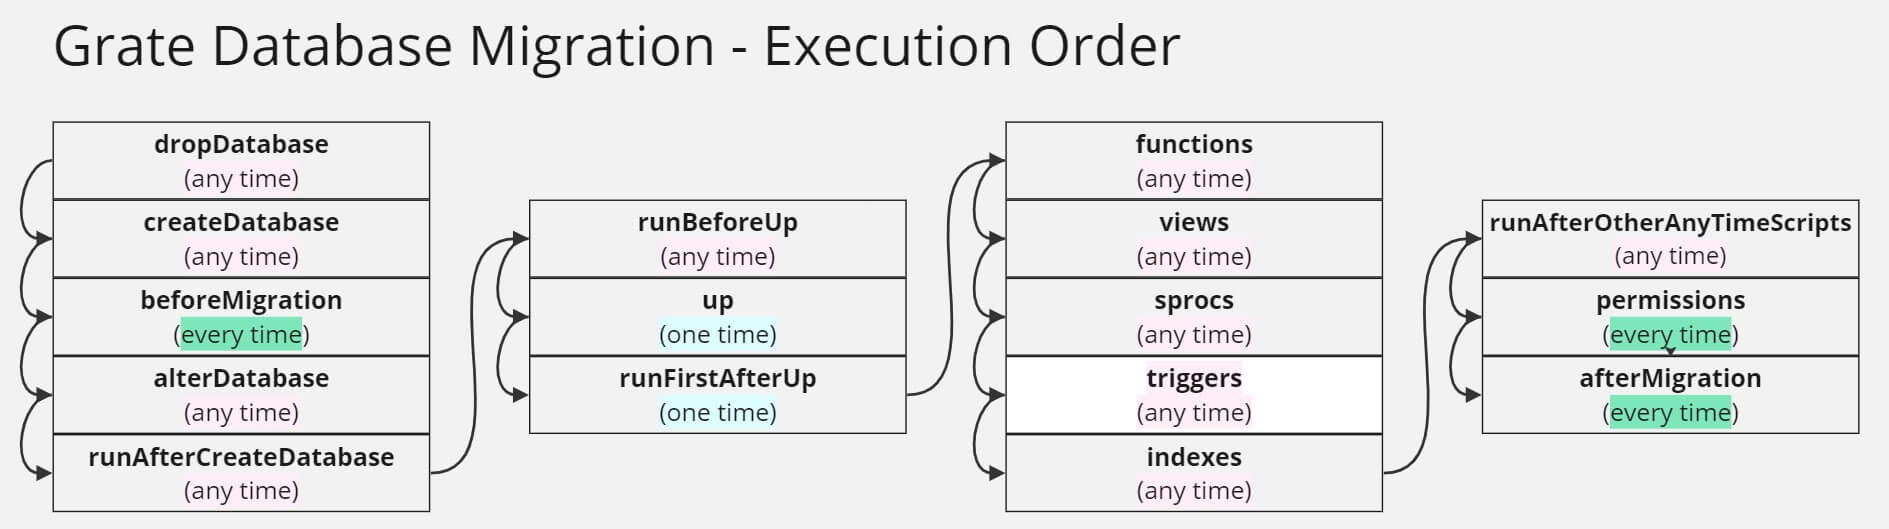 Grate Database Migration - Execution Order
dropDatabase
(any time)
createDatabase
(any time)
beforeMigration
(every time)
alterDatabase
(any time)
runAfterCreateDatabase
(any time)
runBeforeUp
(any time)
up
(one time)
runFirstAfterUp
(one time)
functions
(any time)
views
(any time)
sprocs
(any time)
triggers
(any time)
indexes
(any time)
runAfterOtherAnyTimeScripts
(any time)
permissions
(every time)
afterMigration
(every time)